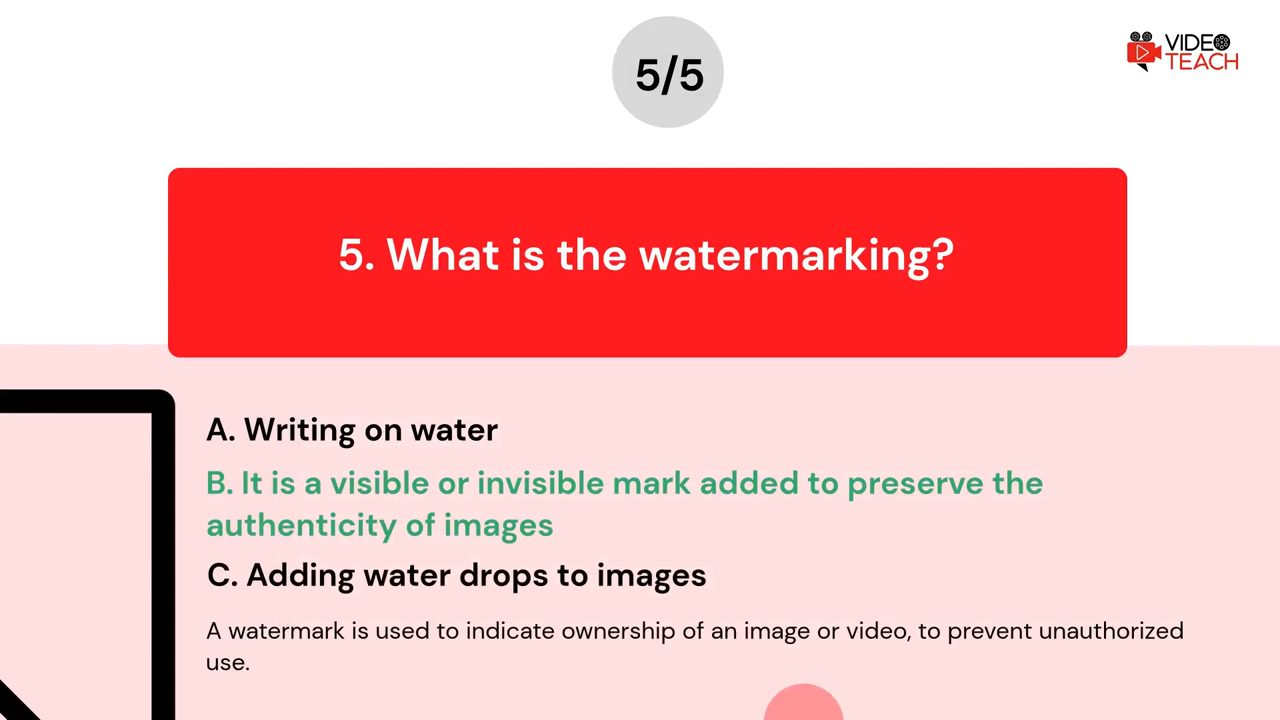 5/5
VIDEO
TEACH
5. What is the watermarking?
A. Writing on water
B. It is a visible or invisible mark added to preserve the
authenticity of images
C. Adding water drops to images
A watermark is used to indicate ownership of an image or video, to prevent unauthorized
use.